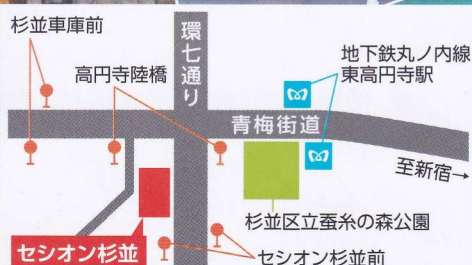 杉並車庫前
環七通り
高円寺陸橋
地下鉄丸ノ内線
東高円寺駅
青梅街道
至新宿→
杉並区立蚕糸の森公園
セシオン杉並
セシオン杉並前